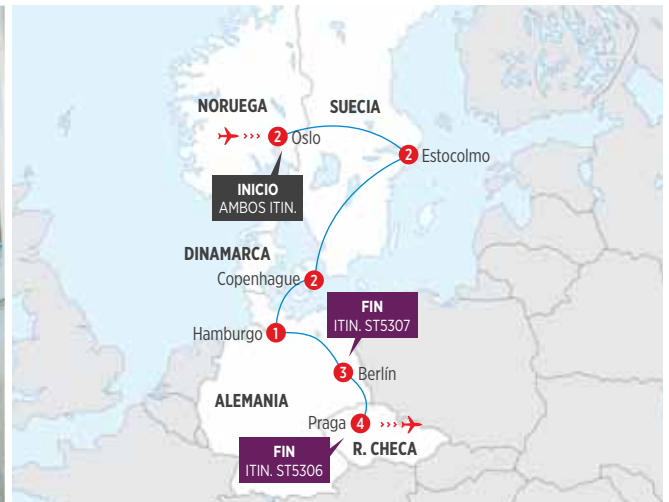 NORUEGA
SUECIA
2 Oslo
2 Estocolmo
INICIO
AMBOS ITIN.
DINAMARCA
Copenhague 2
FIN
ITIN. ST5307
Hamburgo 1
3 Berlín
ALEMANIA
Praga 4
R. CHECA
FIN
ITIN. ST5306